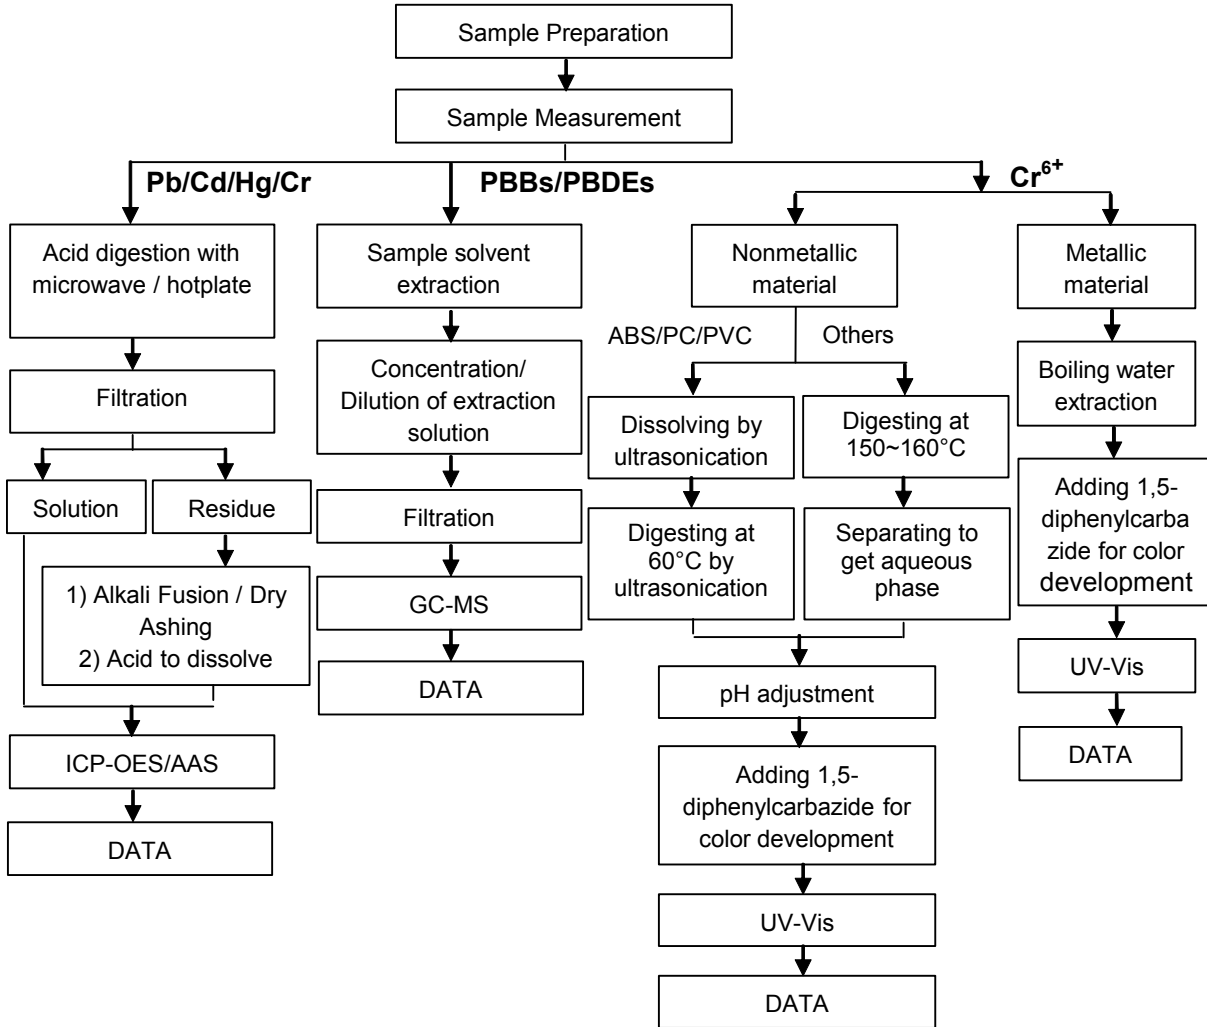 Sample Preparation
Sample Measurement
Pb/Cd/Hg/Cr
PBBs/PBDEs
Cr⁶⁺
Acid digestion with
microwave / hotplate
Filtration
Solution
Residue
1) Alkali Fusion / Dry
Ashing
2) Acid to dissolve
ICP-OES/AAS
DATA
Sample solvent
extraction
Concentration/
Dilution of extraction
solution
Filtration
GC-MS
DATA
Nonmetallic
material
ABS/PC/PVC
Others
Dissolving by
ultrasonication
Digesting at
60°C by
ultrasonication
Digesting at
150~160°C
Separating to
get aqueous
phase
pH adjustment
Adding 1,5-
diphenylcarbazide for
color development
UV-Vis
DATA
Metallic
material
Boiling water
extraction
Adding 1,5-
diphenylcarba
zide for color
development
UV-Vis
DATA